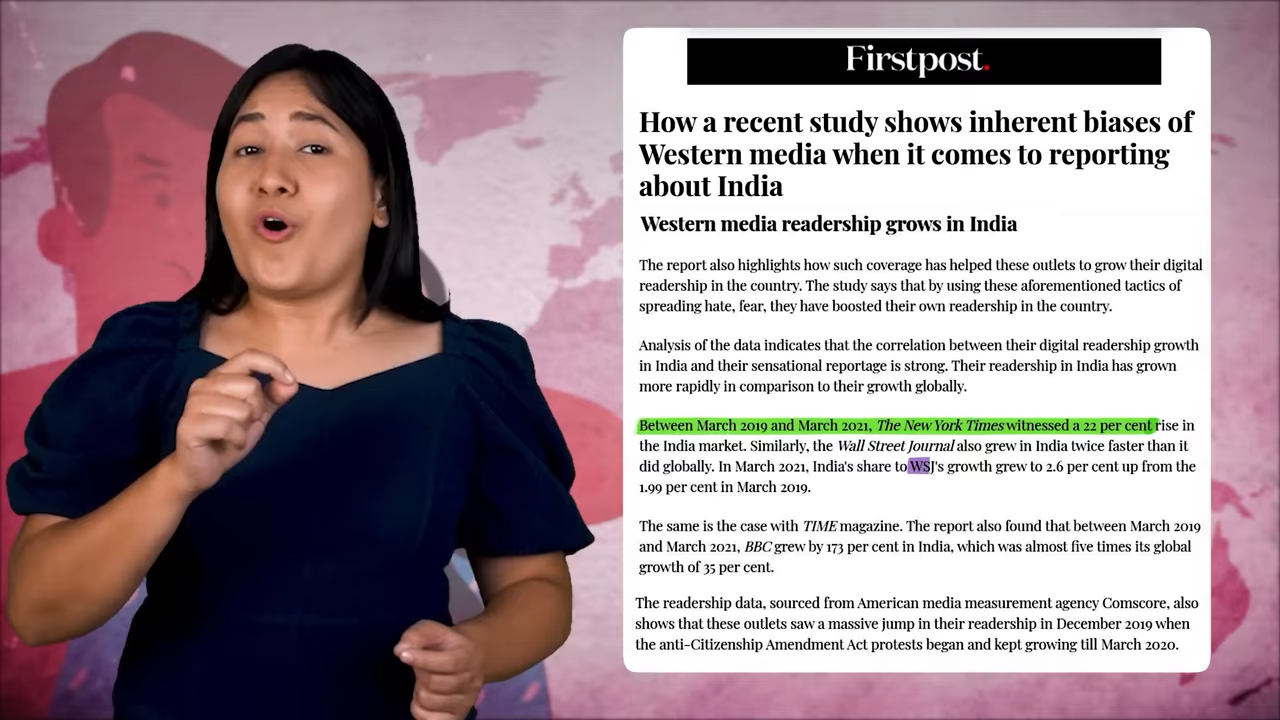 Firstpost.
How a recent study shows inherent biases of
Western media when it comes to reporting
about India
Western media readership grows in India
The report also highlights how such coverage has helped these outlets to grow their digital
readership in the country. The study says that by using these aforementioned tactics of
spreading hate, fear, they have boosted their own readership in the country.
Analysis of the data indicates that the correlation between their digital readership growth
in India and their sensational reportage is strong. Their readership in India has grown
more rapidly in comparison to their growth globally.
Between March 2019 and March 2021, The New York Times witnessed a 22 per cent rise in
the India market. Similarly, the Wall Street Journal also grew in India twice faster than it
did globally. In March 2021, India's share to WSJ's growth grew to 2.6 per cent up from the
1.99 per cent in March 2019.
The same is the case with TIME magazine. The report also found that between March 2019
and March 2021, BBC grew by 173 per cent in India, which was almost five times its global
growth of 35 per cent.
The readership data, sourced from American media measurement agency Comscore, also
shows that these outlets saw a massive jump in their readership in December 2019 when
the anti-Citizenship Amendment Act protests began and kept growing till March 2020.